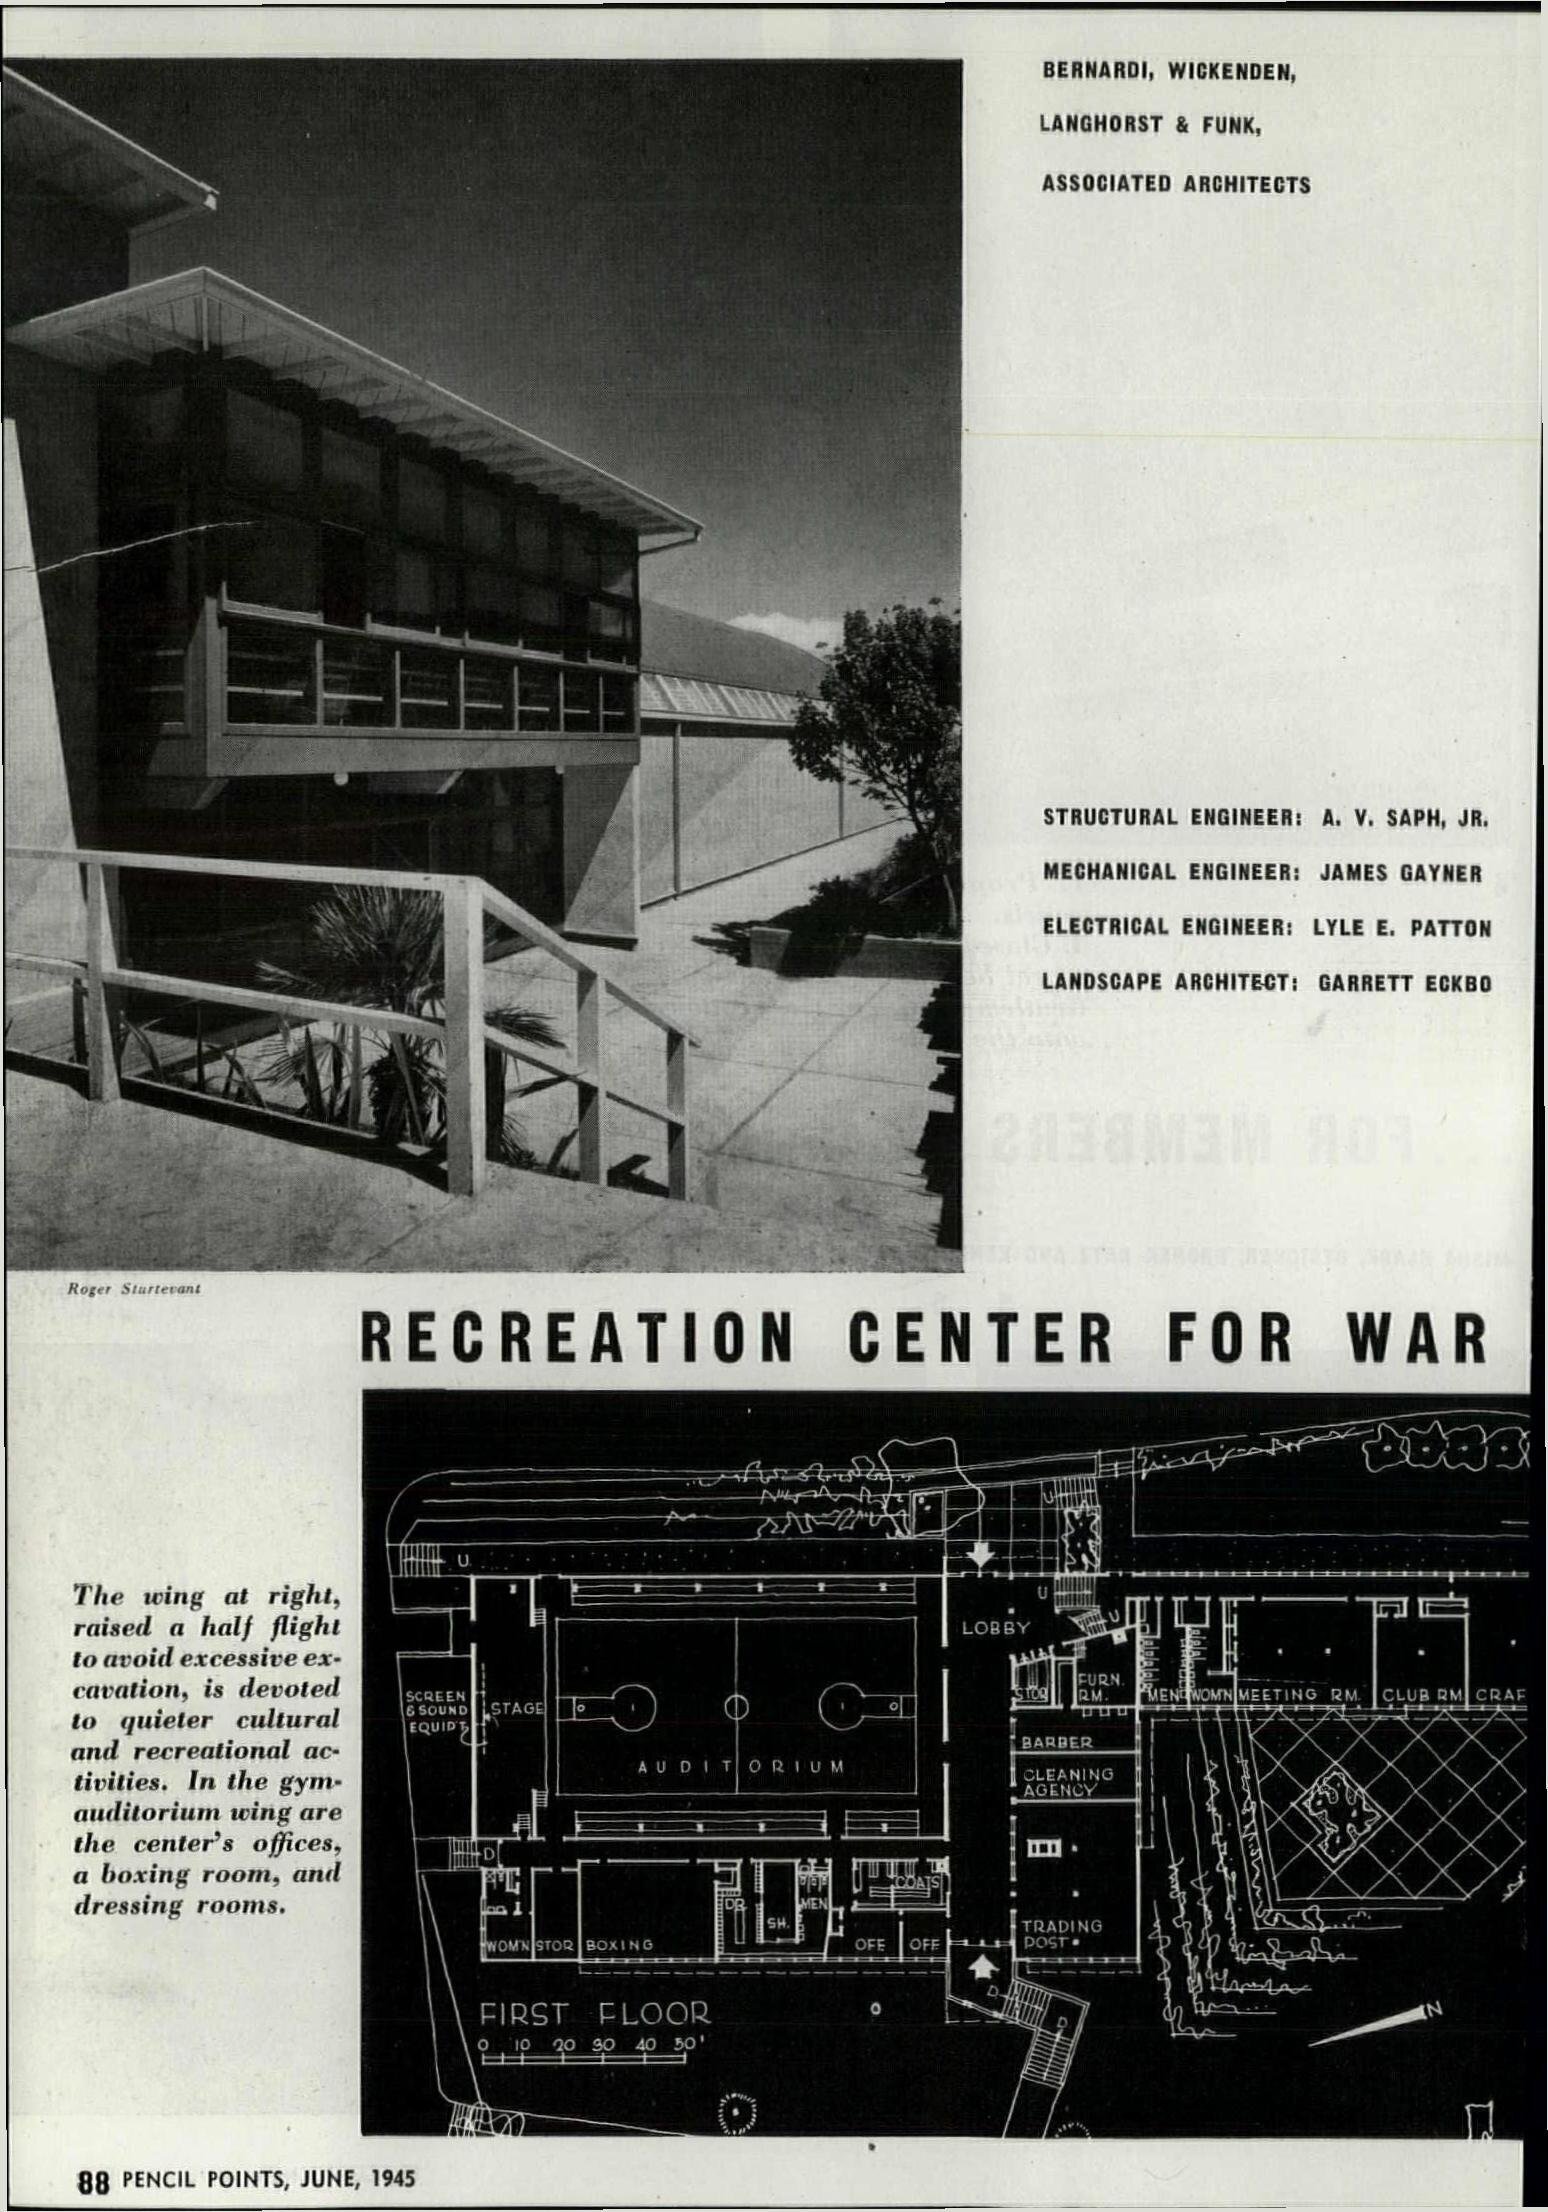 BERNARDI, WICKENDEN,
LANGHORST & FUNK,
ASSOCIATED ARCHITECTS
STRUCTURAL ENGINEER: A. V. SAPH, JR.
MECHANICAL ENGINEER: JAMES GAYNER
ELECTRICAL ENGINEER: LYLE E. PATTON
LANDSCAPE ARCHITECT: GARRETT ECKBO
Roger Sturtevant
RECREATION CENTER FOR WAR
The wing at right,
raised a half flight
to avoid excessive ex-
cavation, is devoted
to quieter cultural
and recreational ac-
tivities. In the gym-
auditorium wing are
the center's offices,
a boxing room, and
dressing rooms.
U
U
U
U
LOBBY
SCREEN
& SOUND
EQUIP'T
STAGE
AUDITORIUM
STOR
FURN.
RM.
MEN
WOM'N
MEETING RM.
CLUB RM
CRAF
BARBER
CLEANING
AGENCY
D
COATS
DR
SH.
MEN
WOM'N
STOR
BOXING
OFF
OFF
TRADING
POST
D
D
FIRST FLOOR
0 10 20 30 40 50'
N
88 PENCIL POINTS, JUNE, 1945